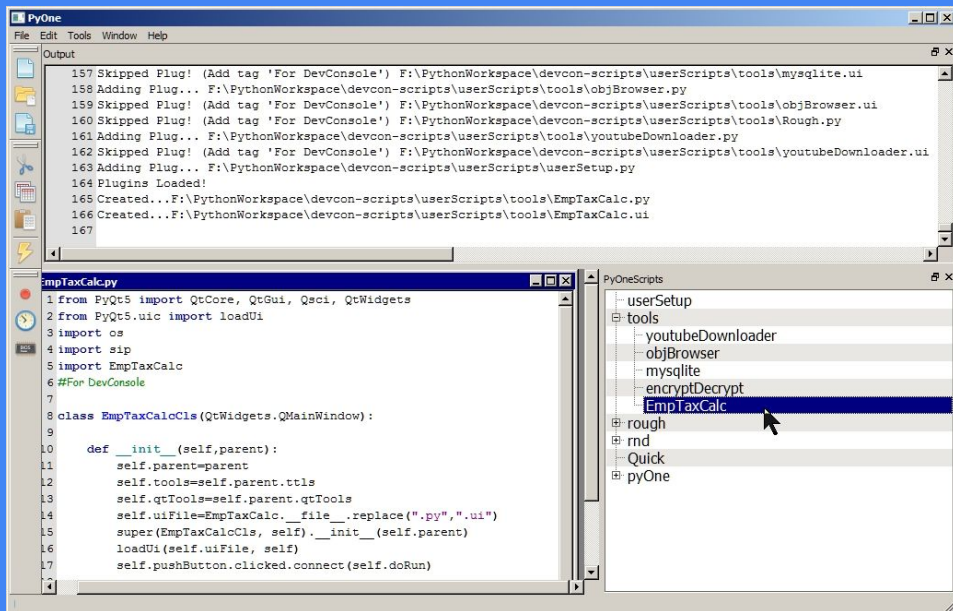 PyOne
File Edit Tools Window Help
Output
157 Skipped Plug! (Add tag 'For DevConsole') F:\PythonWorkspace\devcon-scripts\userScripts\tools\mysqlite.ui
158 Adding Plug... F:\PythonWorkspace\devcon-scripts\userScripts\tools\objBrowser.py
159 Skipped Plug! (Add tag 'For DevConsole') F:\PythonWorkspace\devcon-scripts\userScripts\tools\objBrowser.ui
160 Skipped Plug! (Add tag 'For DevConsole') F:\PythonWorkspace\devcon-scripts\userScripts\tools\Rough.py
161 Adding Plug... F:\PythonWorkspace\devcon-scripts\userScripts\tools\youtubeDownloader.py
162 Skipped Plug! (Add tag 'For DevConsole') F:\PythonWorkspace\devcon-scripts\userScripts\tools\youtubeDownloader.ui
163 Adding Plug... F:\PythonWorkspace\devcon-scripts\userScripts\userSetup.py
164 Plugins Loaded!
165 Created...F:\PythonWorkspace\devcon-scripts\userScripts\tools\EmpTaxCalc.py
166 Created...F:\PythonWorkspace\devcon-scripts\userScripts\tools\EmpTaxCalc.ui
167
EmpTaxCalc.py
1 from PyQt5 import QtCore, QtGui, Qsci, QtWidgets
2 from PyQt5.uic import loadUi
3 import os
4 import sip
5 import EmpTaxCalc
6 #For DevConsole
7
8 class EmpTaxCalcCls(QtWidgets.QMainWindow):
9
10     def __init__(self,parent):
11         self.parent=parent
12         self.tools=self.parent.ttls
13         self.qtTools=self.parent.qtTools
14         self.uiFile=EmpTaxCalc.__file__.replace(".py",".ui")
15         super(EmpTaxCalcCls, self).__init__(self.parent)
16         loadUi(self.uiFile, self)
17         self.pushButton.clicked.connect(self.doRun)
PyOneScripts
userSetup
tools
youtubeDownloader
objBrowser
mysqlite
encryptDecrypt
EmpTaxCalc
rough
rnd
Quick
pyOne